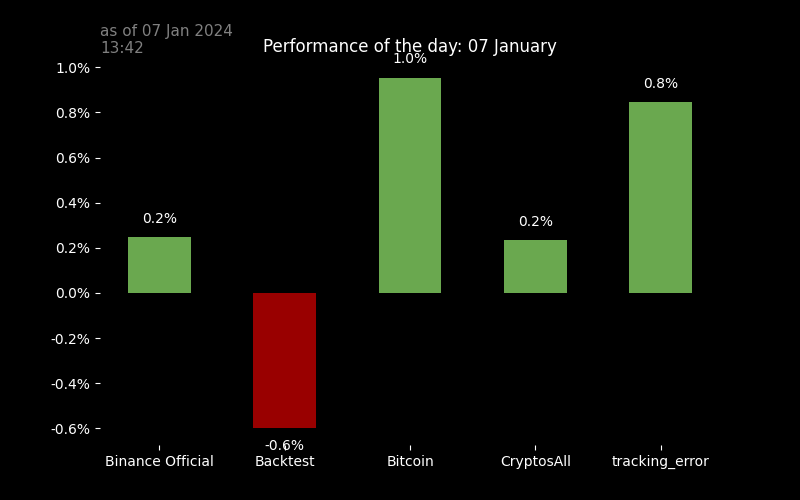 as of 07 Jan 2024
13:42
Performance of the day: 07 January
1.0%
0.8%
0.6%
0.4%
0.2%
0.0%
-0.2%
-0.4%
-0.6%
0.2%
-0.6%
1.0%
0.2%
0.8%
Binance Official
Backtest
Bitcoin
CryptosAll
tracking_error